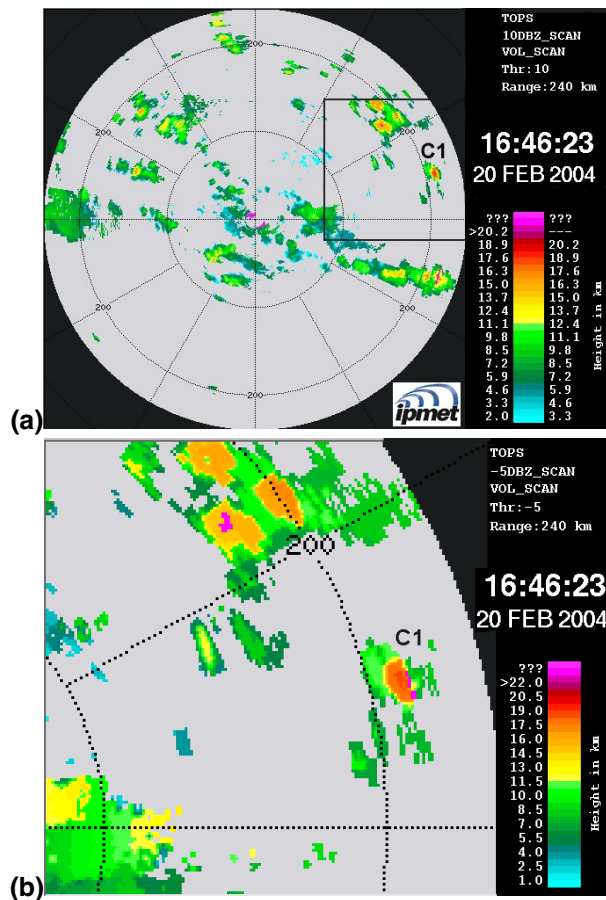 TOPS
10DBZ_SCAN
VOL_SCAN
Thr:10
Range:240 km
16:46:23
20 FEB 2004
200
200
200
200
200
200
C1
??? ???
>20.2 ---
18.9 20.2
17.6 18.9
16.3 17.6
15.0 16.3
13.7 15.0
12.4 13.7
11.1 12.4
9.8 11.1
8.5 9.8
7.2 8.5
5.9 7.2
4.6 5.9
3.3 4.6
2.0 3.3
Height in km
ipmet
(a)
TOPS
-5DBZ_SCAN
VOL_SCAN
Thr:-5
Range:240 km
16:46:23
20 FEB 2004
200
C1
???
>22.0
20.5
19.0
17.5
16.0
14.5
13.0
11.5
10.0
8.5
7.0
5.5
4.0
2.5
1.0
Height in km
(b)